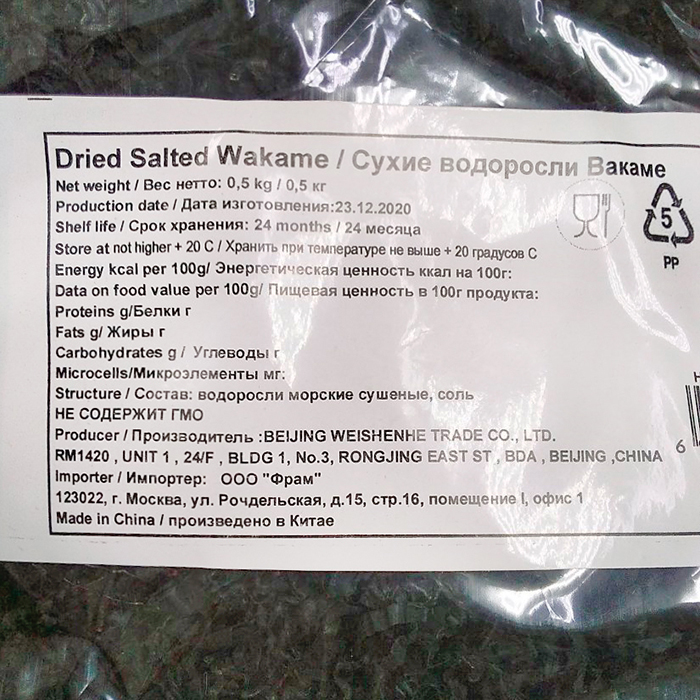 Dried Salted Wakame / Сухие водоросли Вакаме
Net weight / Вес нетто: 0,5 kg / 0,5 кг
Production date / Дата изготовления:23.12.2020
Shelf life / Срок хранения: 24 months / 24 месяца
Store at not higher + 20 C / Хранить при температуре не выше + 20 градусов С
5
PP
Energy kcal per 100g/ Энергетическая ценность ккал на 100г:
Data on food value per 100g/ Пищевая ценность в 100г продукта:
Proteins g/Белки г
Fats g/ Жиры г
Carbohydrates g / Углеводы г
Microcells/Микроэлементы мг:
Structure / Состав: водоросли морские сушеные, соль
НЕ СОДЕРЖИТ ГМО
Producer / Производитель :BEIJING WEISHENHE TRADE CO., LTD.
RM1420 , UNIT 1 , 24/F , BLDG 1, No.3, RONGJING EAST ST , BDA , BEIJING ,CHINA
Importer / Импортер: ООО "Фрам"
123022, г. Москва, ул. Рочдельская, д.15, стр.16, помещение I, офис 1
Made in China / произведено в Китае
6